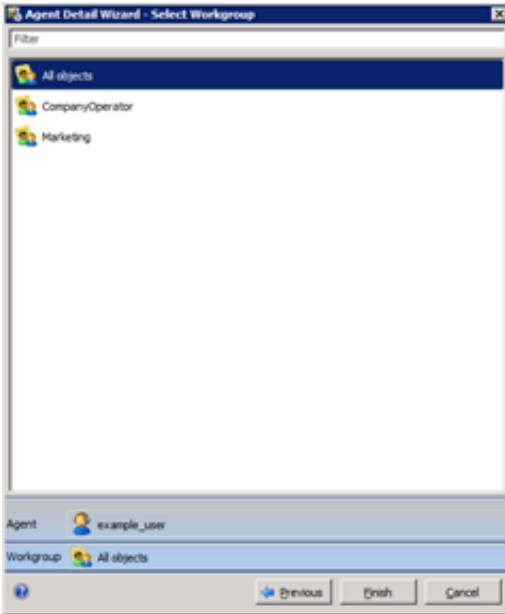 Agent Detail Wizard - Select Workgroup
Filter
All objects
CompanyOperator
Marketing
Agent example_user
Workgroup All objects
Previous Finish Cancel